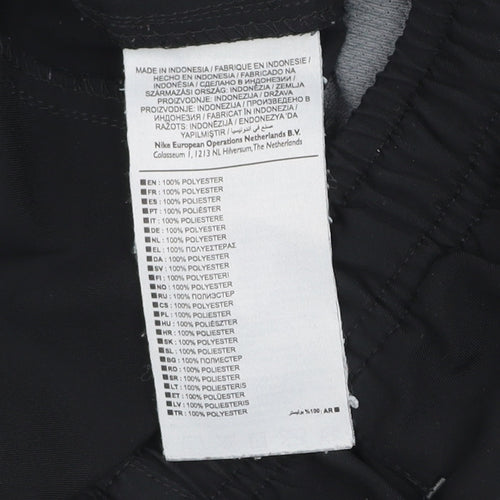 MADE IN INDONESIA / FABRIQUE EN INDONESIE /
HECHO EN INDONESIA / FABRICADO NA
INDONESIA / СДЕЛАНО В ИНДОНЕЗИИ /
SZÁRMAZÁSI ORSZÁG: INDONÉZIA / ZEMLJA
PROIZVODNJE: INDONEZIJA / DRŽAVA
PROIZVODNJE: INDONEZIJA / ПРОИЗВЕДЕНО В
ИНДОНЕЗИЯ / FABRICAT ÎN INDONEZIA /
RAŽOTS: INDONĒZIJĀ / ENDONEZYA 'DA
YAPILMIŞTIR / صنع في اندونيسيا
Nike European Operations Netherlands B.V.
Colosseum 1, 1213 NL Hilversum, The Netherlands
EN : 100% POLYESTER
FR : 100% POLYESTER
ES : 100% POLIÉSTER
PT : 100% POLIÉSTER
IT : 100% POLIESTERE
DE : 100% POLYESTER
NL : 100% POLYESTER
EL : 100% ΠΟΛΥΕΣΤΕΡΑΣ
DA : 100% POLYESTER
SV : 100% POLYESTER
FI : 100% POLYESTERI
NO : 100% POLYESTER
RU : 100% ПОЛИЭСТЕР
CS : 100% POLYESTER
PL : 100% POLIESTER
HU : 100% POLIÉSZTER
HR : 100% POLIESTER
SK : 100% POLYESTER
SL : 100% POLIESTER
BG : 100% ПОЛИЕСТЕР
RO : 100% POLIESTER
SR : 100% POLIESTER
LT : 100% POLIESTERIS
ET : 100% POLÜESTER
LV : 100% POLIESTERIS
TR : 100% POLYESTER
AR : 100% بوليستر